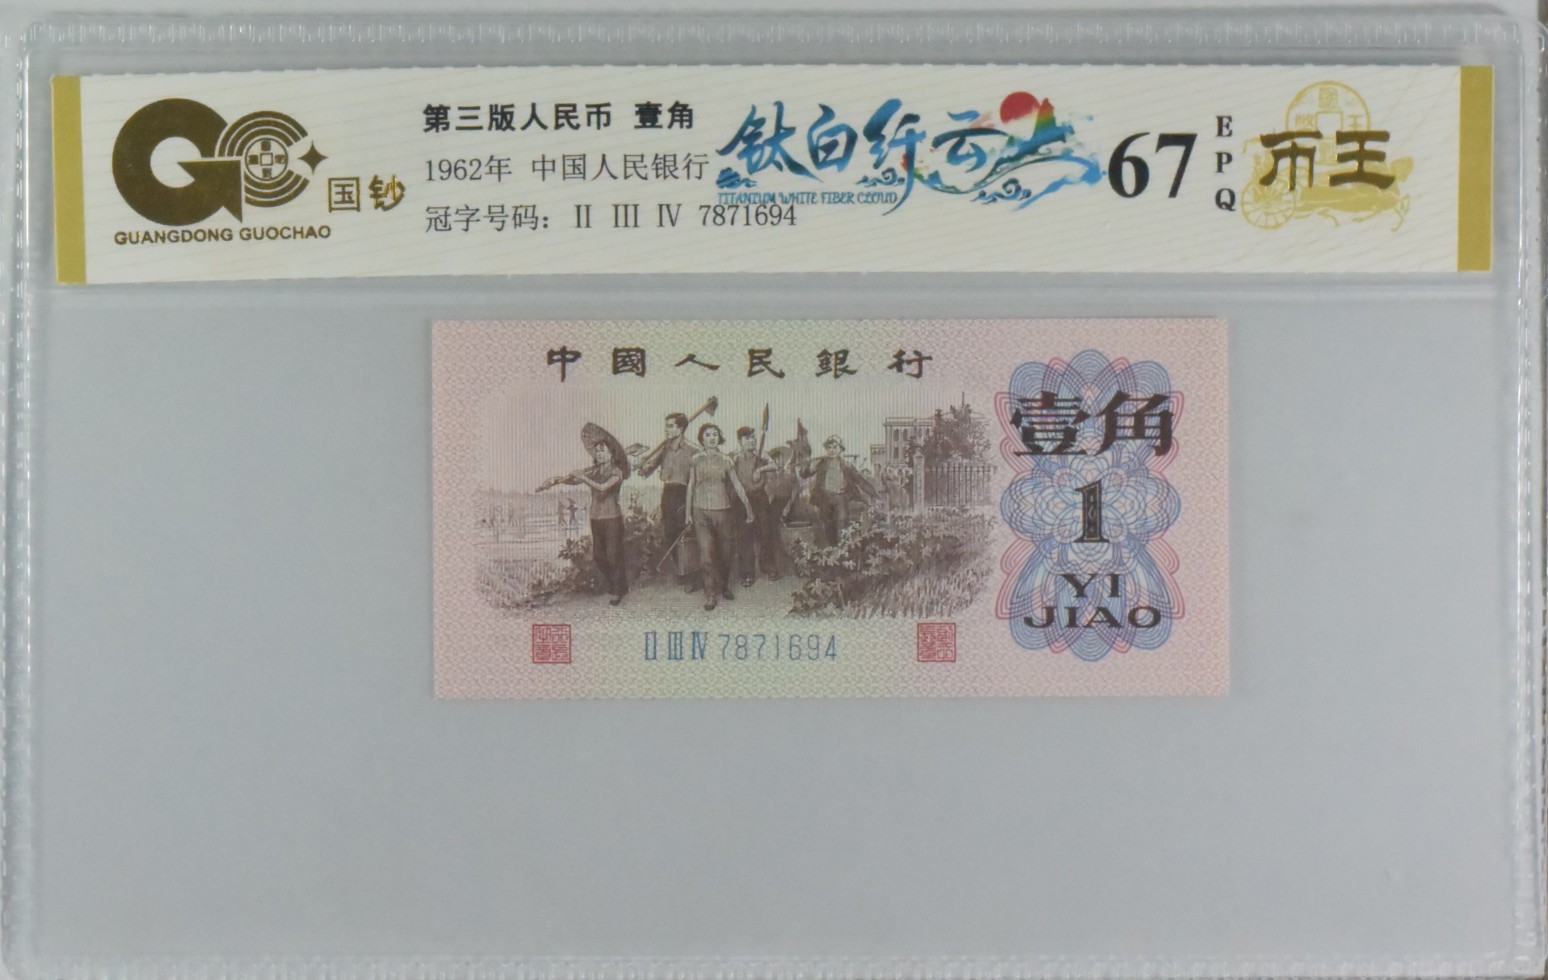 GC
国钞
GUANGDONG GUOCHAO
第三版人民币 壹角
1962年 中国人民银行
冠字号码: II III IV 7871694
钛白纤云
TITANIUM WHITE FIBER CLOUD
67
EPQ
币王
中國人民銀行
壹角
1
YI
JIAO
II III IV 7871694